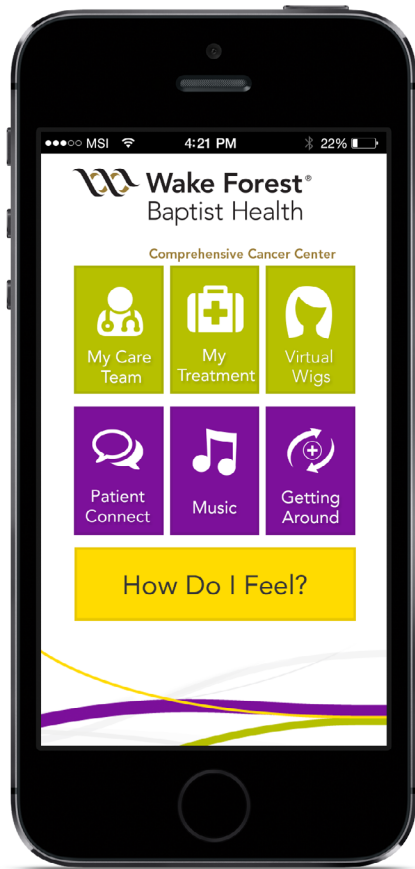 MSI 4:21 PM 22%
Wake Forest®
Baptist Health
Comprehensive Cancer Center
My Care
Team
My
Treatment
Virtual
Wigs
Patient
Connect
Music
Getting
Around
How Do I Feel?